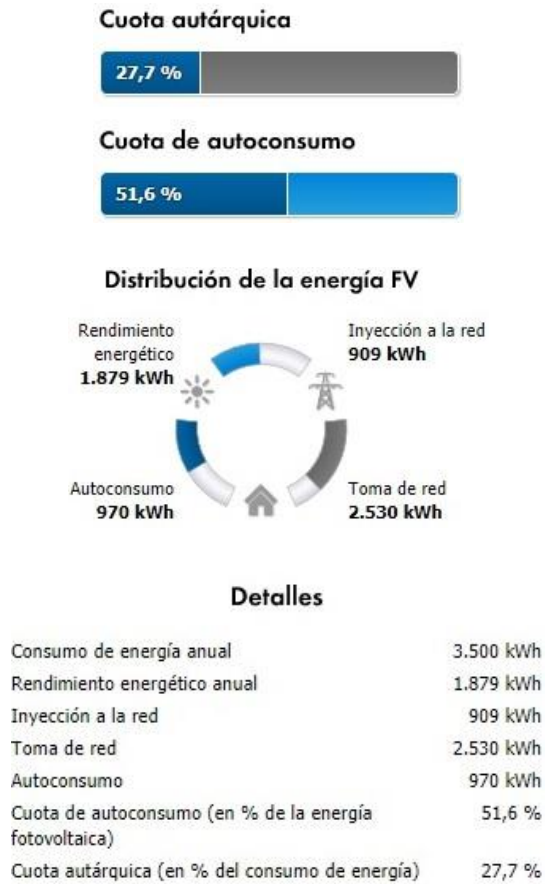 Cuota autárquica
27,7 %
Cuota de autoconsumo
51,6 %
Distribución de la energía FV
Rendimiento
energético
1.879 kWh
Inyección a la red
909 kWh
Autoconsumo
970 kWh
Toma de red
2.530 kWh
Detalles
Consumo de energía anual 3.500 kWh
Rendimiento energético anual 1.879 kWh
Inyección a la red 909 kWh
Toma de red 2.530 kWh
Autoconsumo 970 kWh
Cuota de autoconsumo (en % de la energía 51,6 %
fotovoltaica)
Cuota autárquica (en % del consumo de energía) 27,7 %